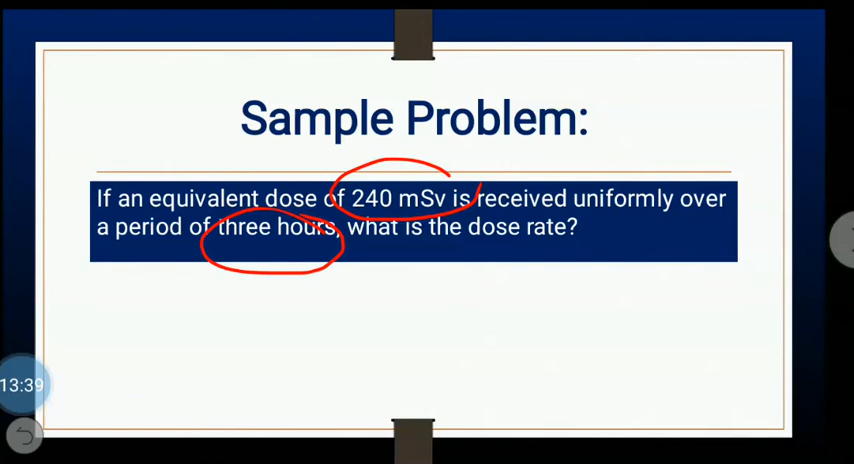 Sample Problem:
If an equivalent dose of 240 mSv is received uniformly over
a period of three hours, what is the dose rate?
13:39